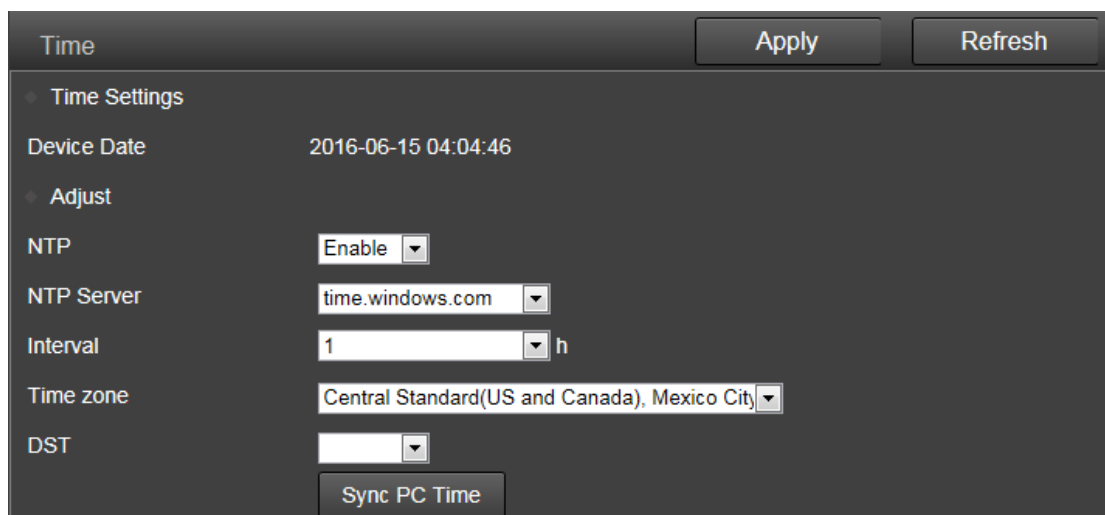 Time Apply Refresh
Time Settings
Device Date 2016-06-15 04:04:46
Adjust
NTP Enable
NTP Server time.windows.com
Interval 1 h
Time zone Central Standard(US and Canada), Mexico City
DST
Sync PC Time